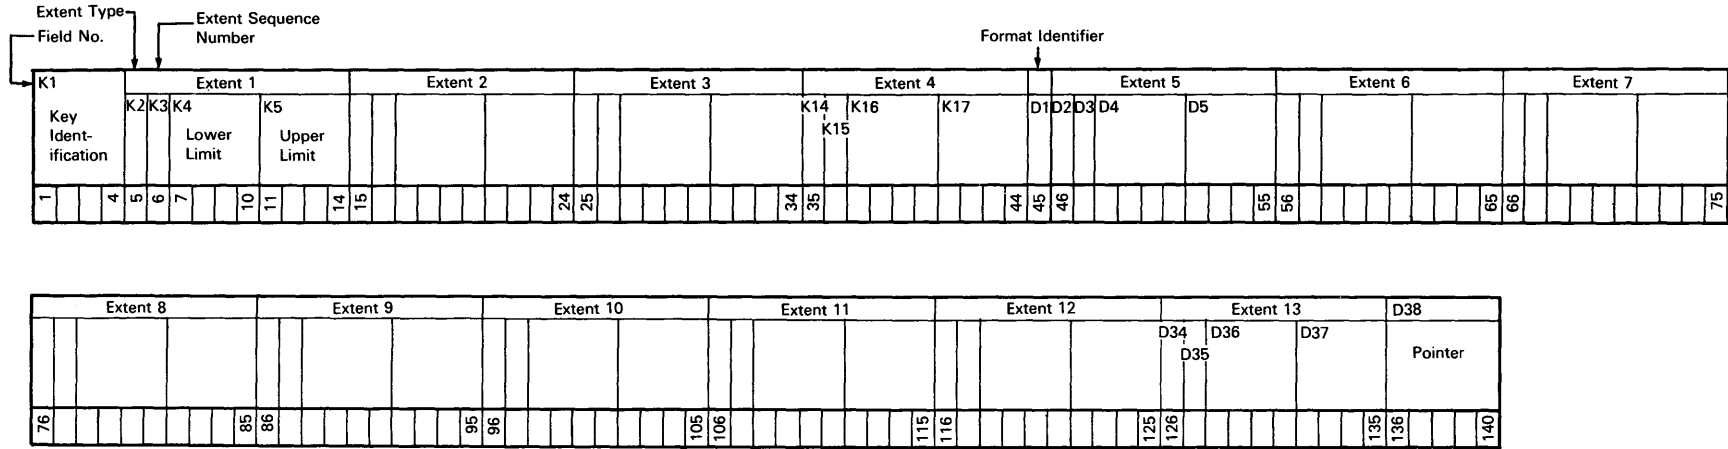 Extent Type
Field No.
Extent Sequence
Number
Format Identifier
K1
Extent 1
Extent 2
Extent 3
Extent 4
Extent 5
Extent 6
Extent 7
K2 K3 K4 K5
K14 K16 K17
D1 D2 D3 D4 D5
K15
Key
Ident-
ification
Lower
Limit
Upper
Limit
1 4 5 6 7 10 11 14 15 24 25 34 35 44 45 46 55 56 65 66 75
Extent 8
Extent 9
Extent 10
Extent 11
Extent 12
Extent 13
D38
D34 D36 D37
D35
Pointer
76 85 86 95 96 105 106 115 116 125 126 135 136 140